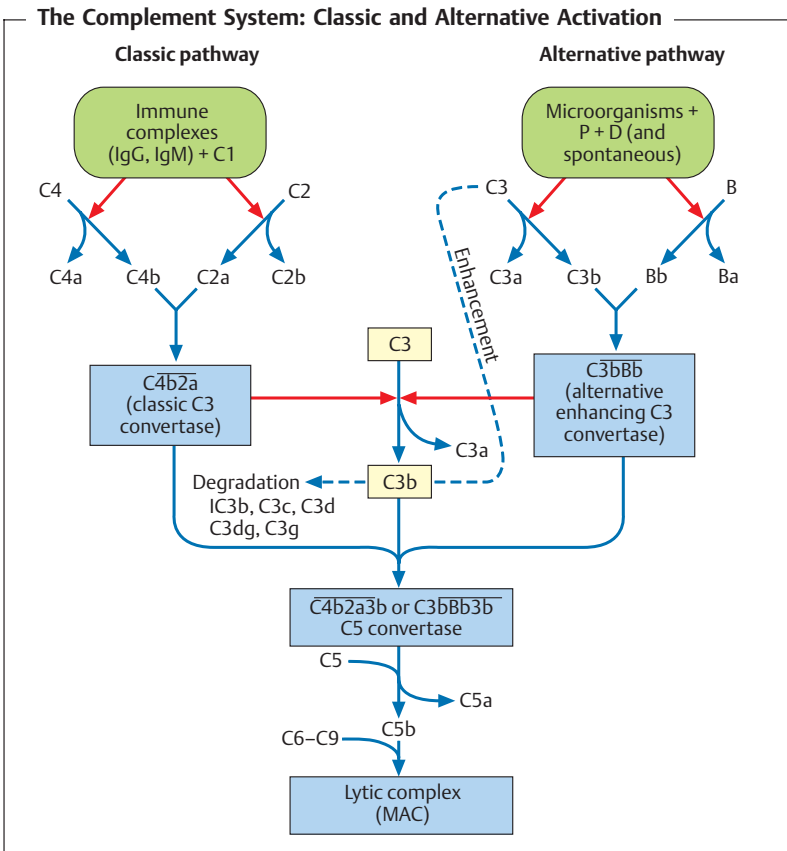 The Complement System: Classic and Alternative Activation
Classic pathway
Alternative pathway
Immune
complexes
(IgG, IgM) + C1
Microorganisms +
P + D (and
spontaneous)
C4
C2
C3
B
C4a
C4b
C2a
C2b
C3a
C3b
Bb
Ba
Enhancement
C3
C4b2a
(classic C3
convertase)
C3bBb
(alternative
enhancing C3
convertase)
C3a
Degradation
IC3b, C3c, C3d
C3dg, C3g
C3b
C4b2a3b or C3bBb3b
C5 convertase
C5
C5a
C5b
C6–C9
Lytic complex
(MAC)